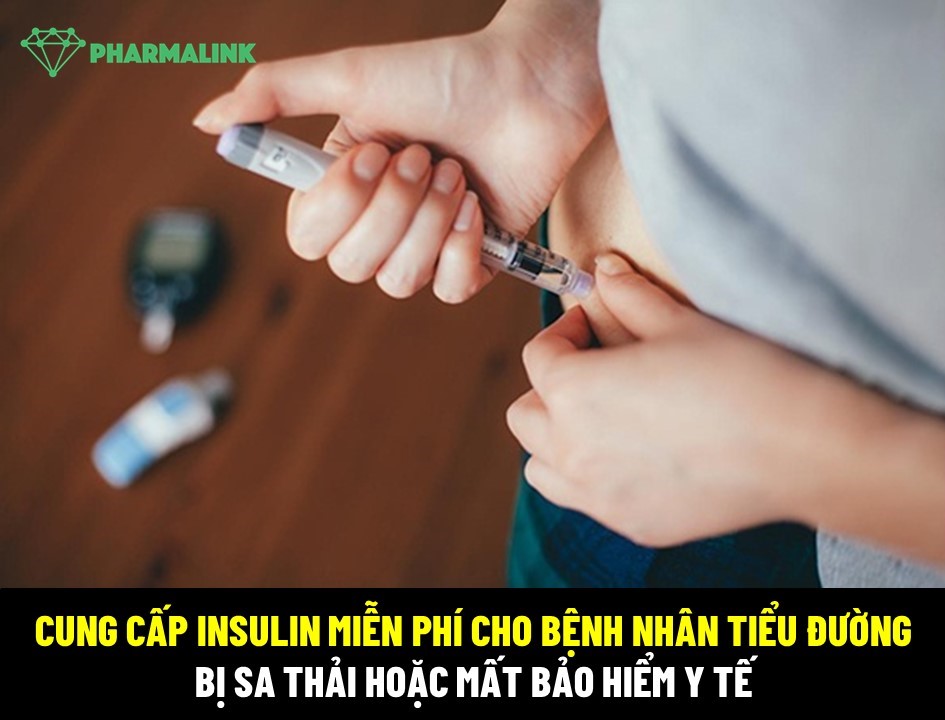 PHARMALINK
CUNG CẤP INSULIN MIỄN PHÍ CHO BỆNH NHÂN TIỂU ĐƯỜNG
BỊ SA THẢI HOẶC MẤT BẢO HIỂM Y TẾ